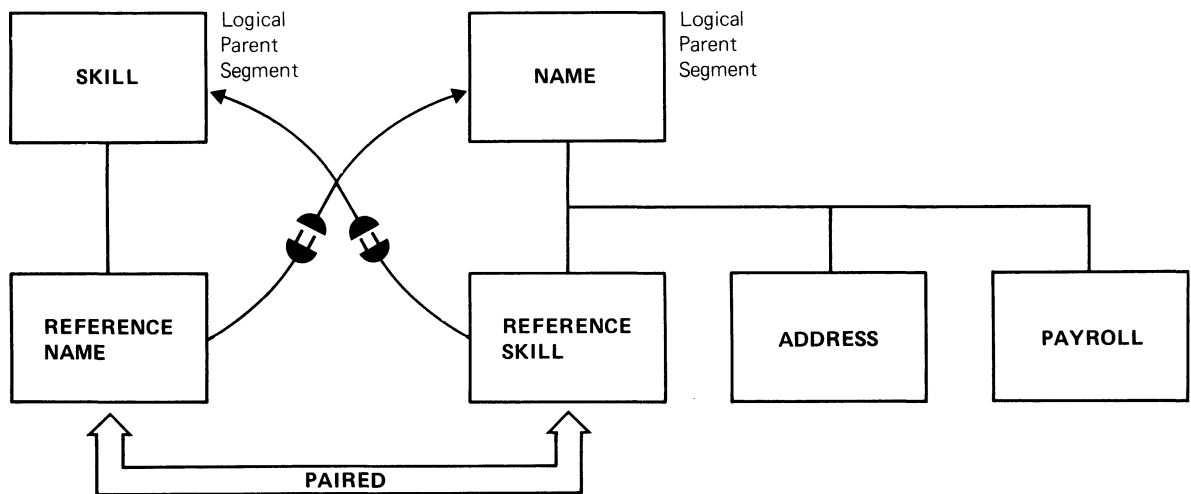 SKILL
Logical
Parent
Segment
NAME
Logical
Parent
Segment
REFERENCE
NAME
REFERENCE
SKILL
ADDRESS
PAYROLL
PAIRED